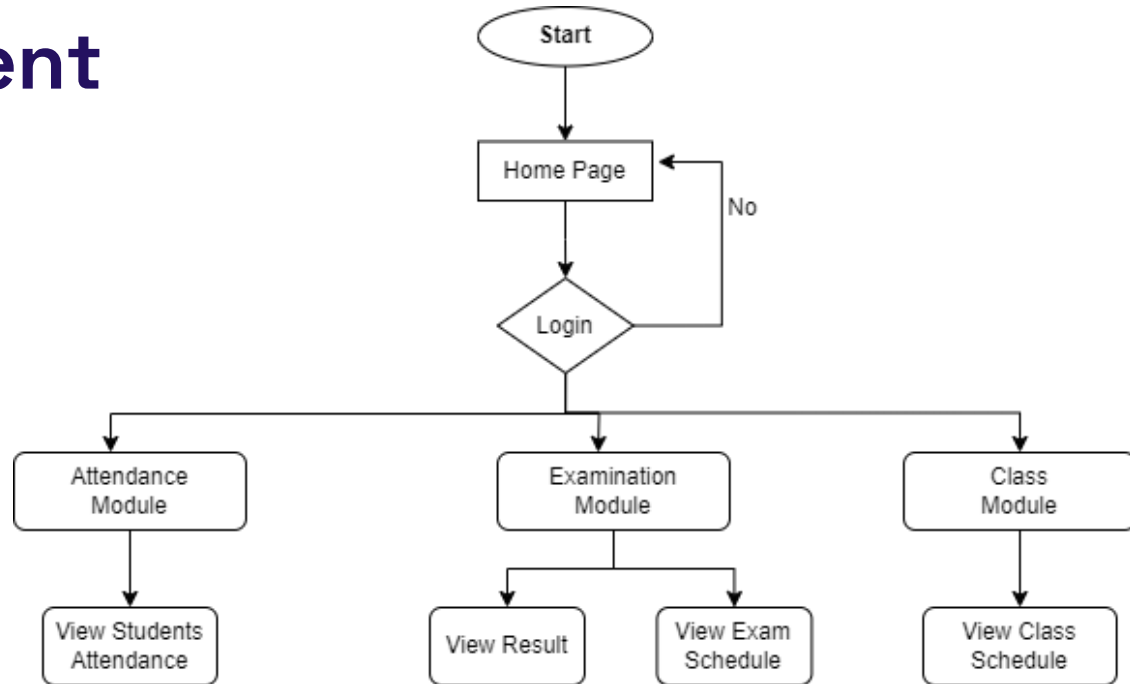 ent
Start
Home Page
No
Login
Attendance
Module
Examination
Module
Class
Module
View Students
Attendance
View Result
View Exam
Schedule
View Class
Schedule